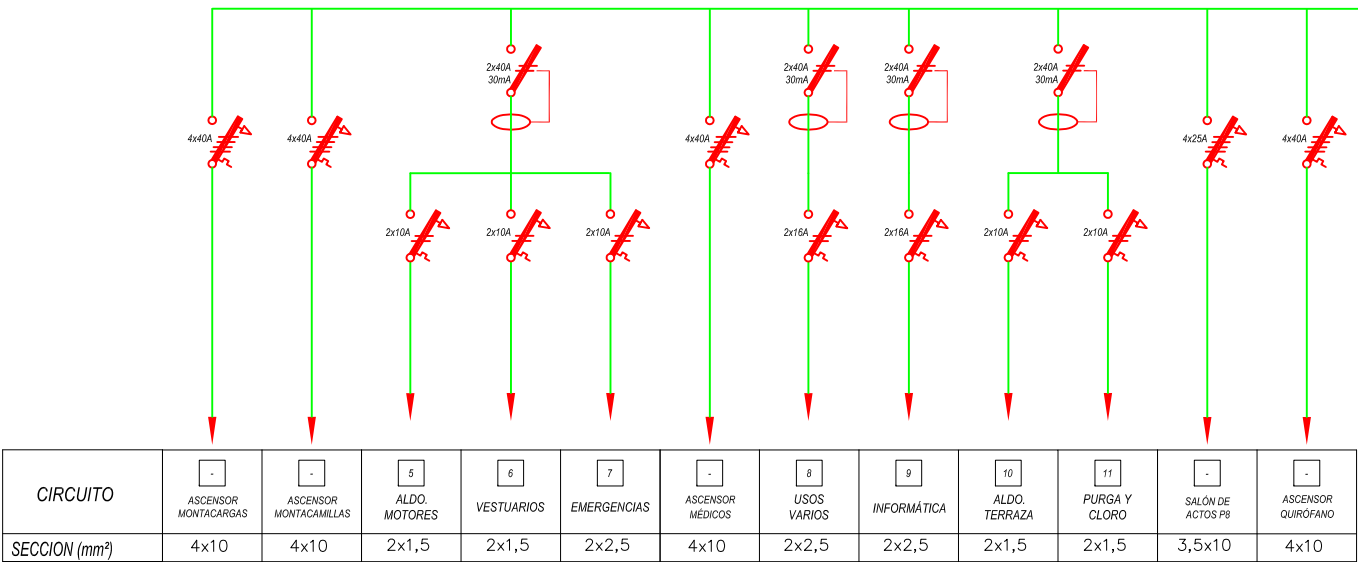 2x40A
30mA
2x40A
30mA
2x40A
30mA
2x40A
30mA
4x40A
4x40A
4x40A
4x25A
4x40A
2x10A
2x10A
2x10A
2x16A
2x16A
2x10A
2x10A
CIRCUITO
-
ASCENSOR
MONTACARGAS
-
ASCENSOR
MONTACAMILLAS
5
ALDO.
MOTORES
6
VESTUARIOS
7
EMERGENCIAS
-
ASCENSOR
MÉDICOS
8
USOS
VARIOS
9
INFORMÁTICA
10
ALDO.
TERRAZA
11
PURGA Y
CLORO
-
SALÓN DE
ACTOS P8
-
ASCENSOR
QUIRÓFANO
SECCION (mm²)
4x10
4x10
2x1,5
2x1,5
2x2,5
4x10
2x2,5
2x2,5
2x1,5
2x1,5
3,5x10
4x10